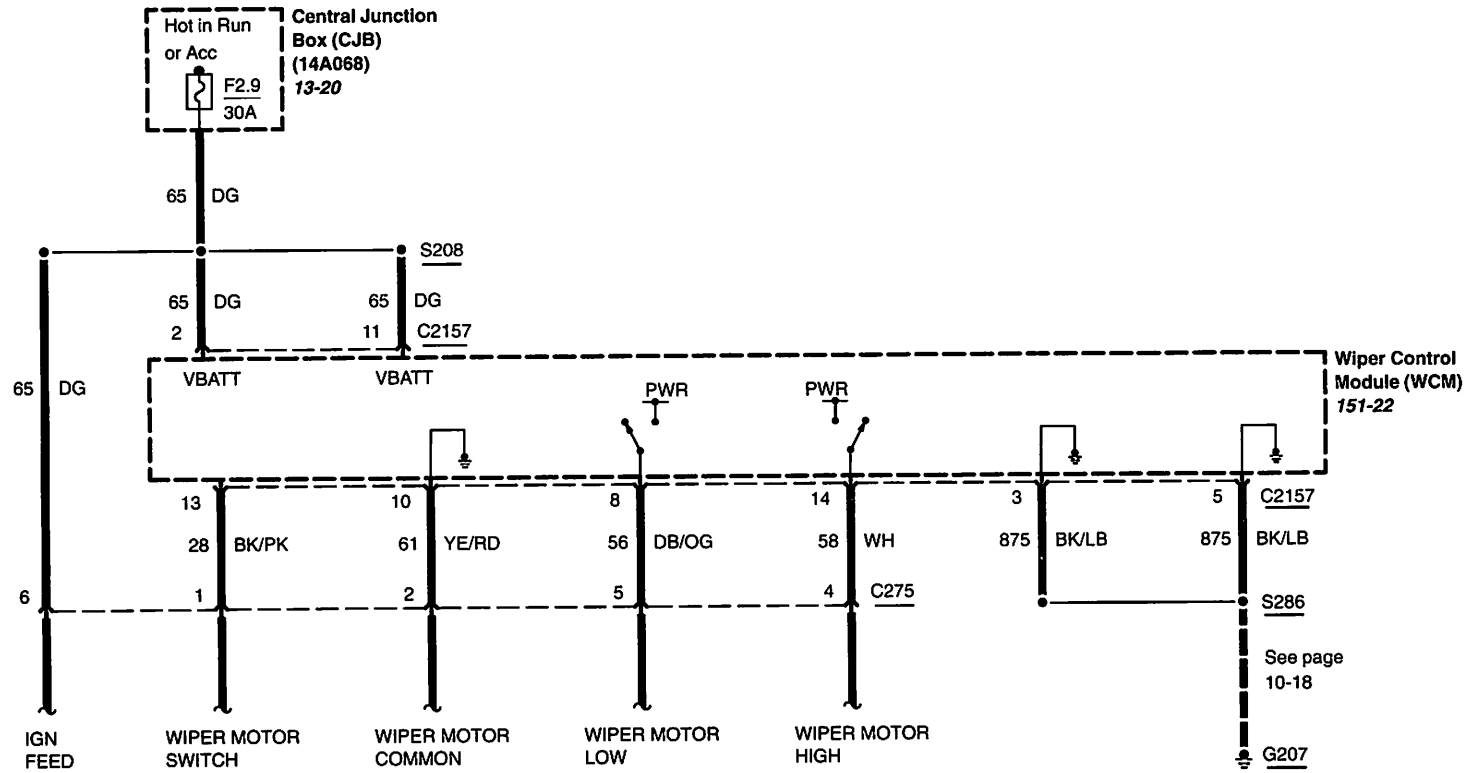 Hot in Run
or Acc
F2.9
30A
Central Junction
Box (CJB)
(14A068)
13-20
65 DG
S208
65 DG
65 DG
2
11
C2157
65 DG
VBATT
VBATT
PWR
PWR
Wiper Control
Module (WCM)
151-22
13
10
8
14
3
5
C2157
28 BK/PK
61 YE/RD
56 DB/OG
58 WH
875 BK/LB
875 BK/LB
6
1
2
5
4
C275
S286
See page
10-18
G207
IGN
FEED
WIPER MOTOR
SWITCH
WIPER MOTOR
COMMON
WIPER MOTOR
LOW
WIPER MOTOR
HIGH